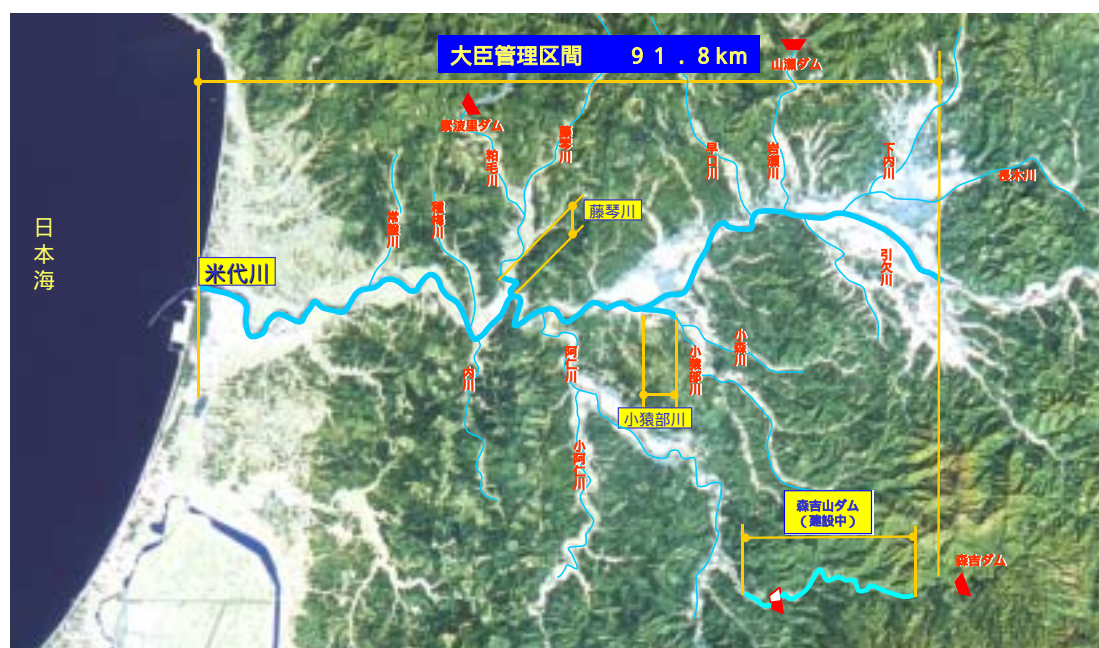 大臣管理区間　９１．８km
山瀬ダム
素波里ダム
藤琴川
粕毛川
早口川
岩瀬川
下内川
長木川
常盤川
種梅川
藤琴川
日本海
米代川
引欠川
小森川
小猿部川
阿仁川
内川
小猿部川
小阿仁川
森吉山ダム
（建設中）
森吉ダム